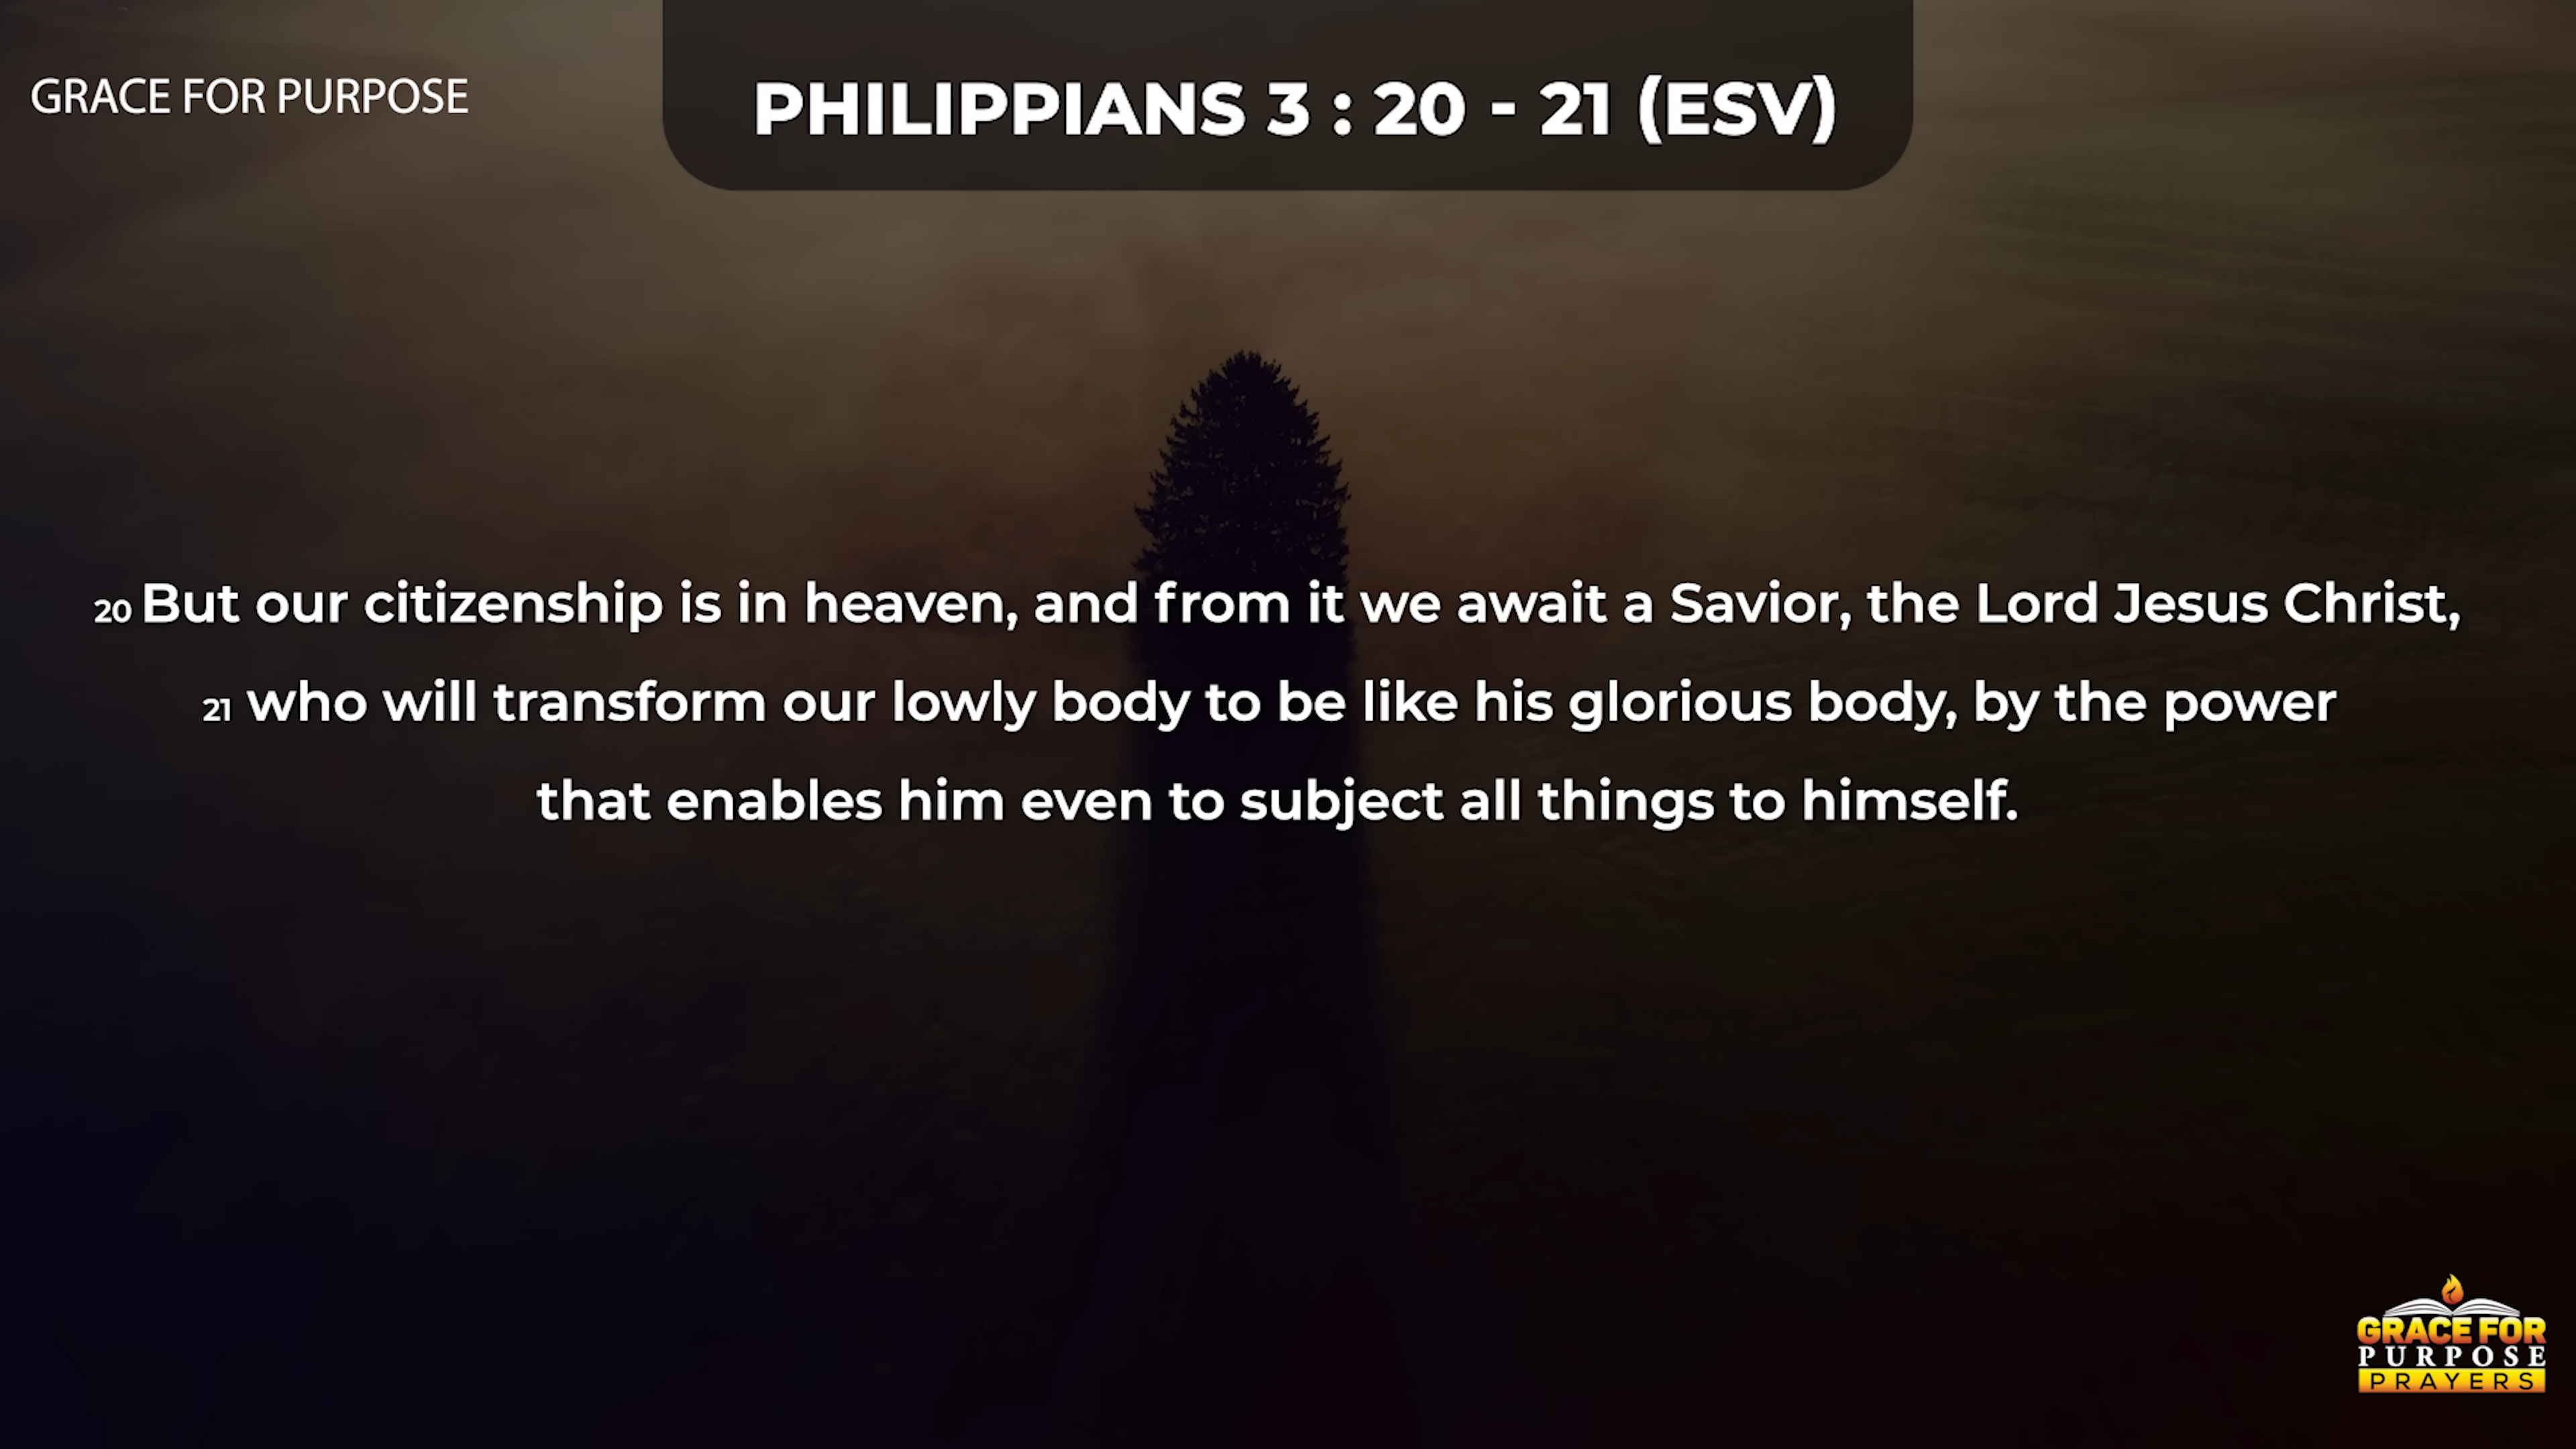 GRACE FOR PURPOSE
PHILIPPIANS 3 : 20 - 21 (ESV)
20 But our citizenship is in heaven, and from it we await a Savior, the Lord Jesus Christ,
21 who will transform our lowly body to be like his glorious body, by the power
that enables him even to subject all things to himself.
GRACE FOR
PURPOSE
PRAYERS